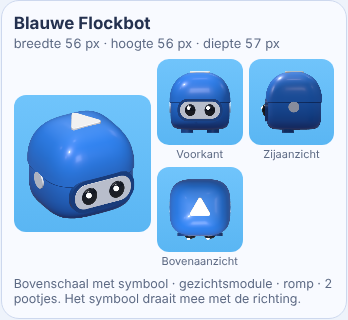 Blauwe Flockbot
breedte 56 px · hoogte 56 px · diepte 57 px
Voorkant
Zijaanzicht
Bovenaanzicht
Bovenschaal met symbool · gezichtsmodule · romp · 2
pootjes. Het symbool draait mee met de richting.